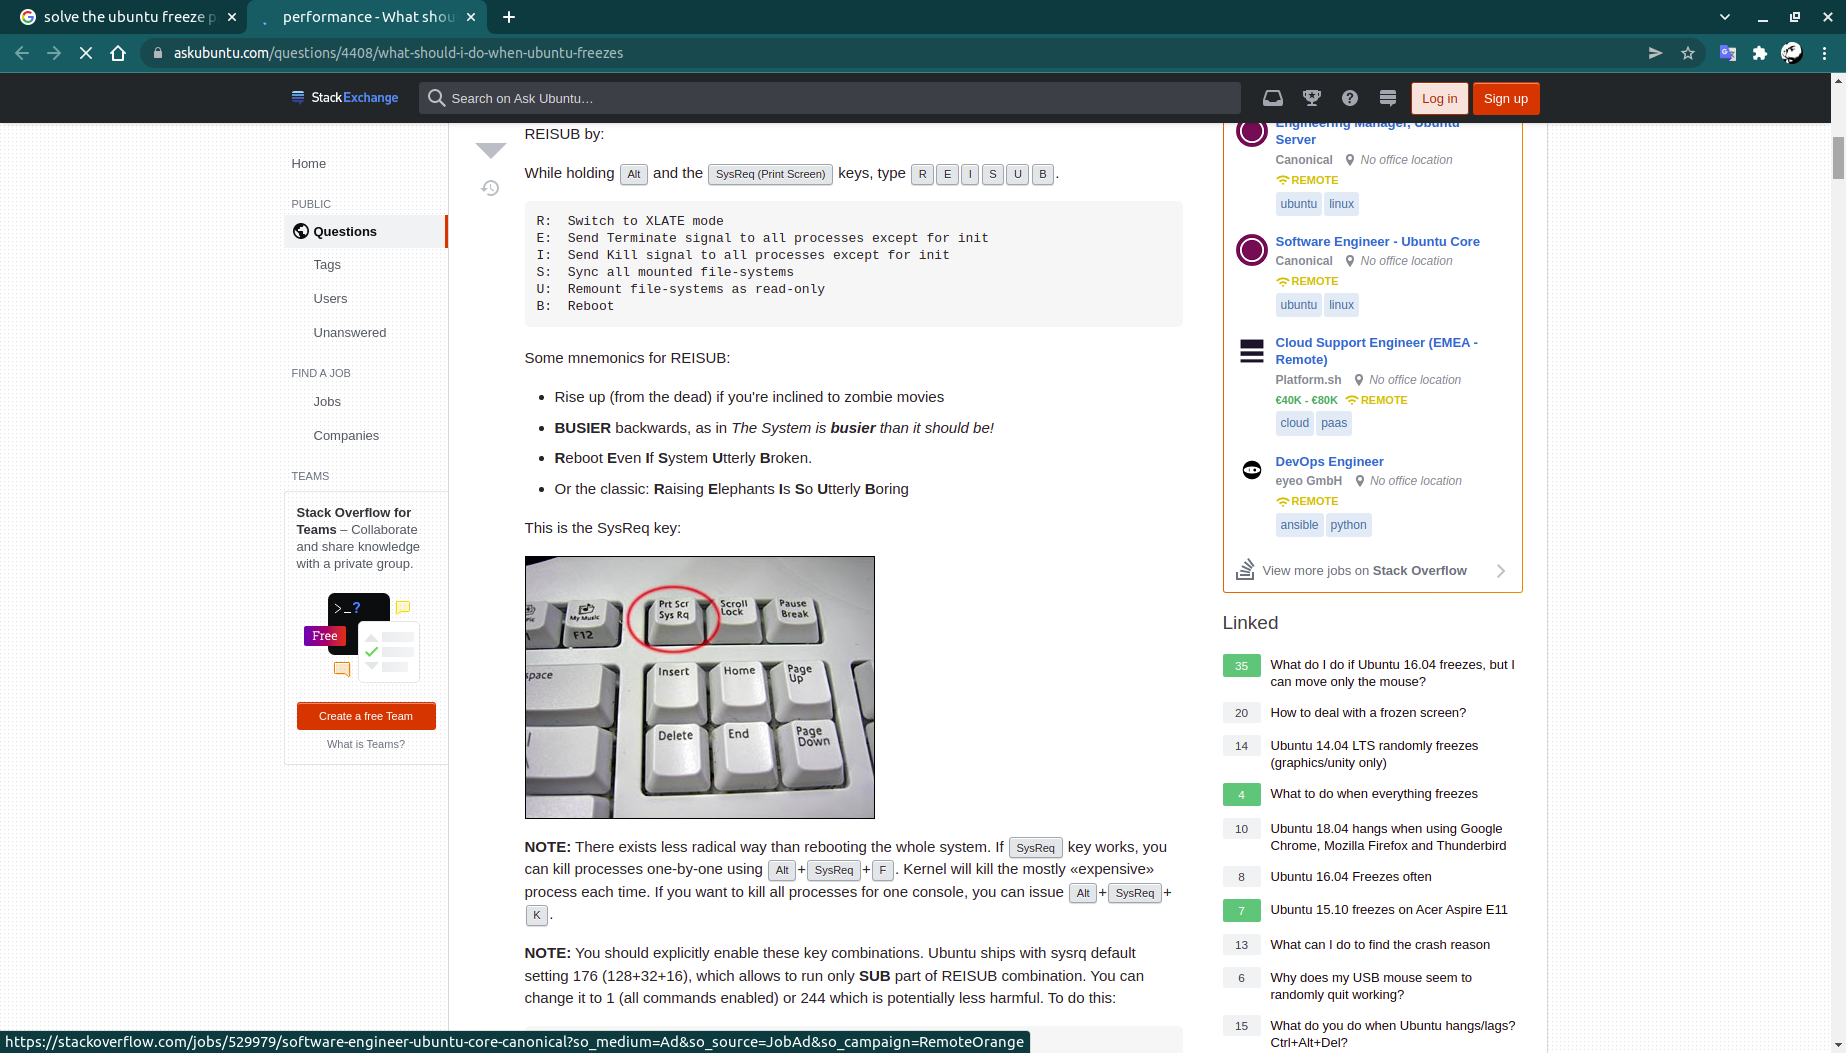 solve the ubuntu freeze p
performance - What shou
askubuntu.com/questions/4408/what-should-i-do-when-ubuntu-freezes
StackExchange
Search on Ask Ubuntu…
Log in
Sign up
Home
PUBLIC
Questions
Tags
Users
Unanswered
FIND A JOB
Jobs
Companies
TEAMS
Stack Overflow for
Teams – Collaborate
and share knowledge
with a private group.
>_?
Free
Create a free Team
What is Teams?
REISUB by:
While holding Alt and the SysReq (Print Screen) keys, type R E I S U B .
R: Switch to XLATE mode
E: Send Terminate signal to all processes except for init
I: Send Kill signal to all processes except for init
S: Sync all mounted file-systems
U: Remount file-systems as read-only
B: Reboot
Some mnemonics for REISUB:
Rise up (from the dead) if you're inclined to zombie movies
BUSIER backwards, as in The System is busier than it should be!
Reboot Even If System Utterly Broken.
Or the classic: Raising Elephants Is So Utterly Boring
This is the SysReq key:
My Music
F12
Prt Scr
Sys Rq
Scroll
Lock
Pause
Break
space
Insert
Home
Page
Up
Delete
End
Page
Down
NOTE: There exists less radical way than rebooting the whole system. If SysReq key works, you
can kill processes one-by-one using Alt + SysReq + F . Kernel will kill the mostly «expensive»
process each time. If you want to kill all processes for one console, you can issue Alt + SysReq +
K .
NOTE: You should explicitly enable these key combinations. Ubuntu ships with sysrq default
setting 176 (128+32+16), which allows to run only SUB part of REISUB combination. You can
change it to 1 (all commands enabled) or 244 which is potentially less harmful. To do this:
Engineering Manager, Ubuntu
Server
Canonical No office location
REMOTE
ubuntu linux
Software Engineer - Ubuntu Core
Canonical No office location
REMOTE
ubuntu linux
Cloud Support Engineer (EMEA -
Remote)
Platform.sh No office location
€40K - €80K REMOTE
cloud paas
DevOps Engineer
eyeo GmbH No office location
REMOTE
ansible python
View more jobs on Stack Overflow
Linked
35 What do I do if Ubuntu 16.04 freezes, but I
can move only the mouse?
20 How to deal with a frozen screen?
14 Ubuntu 14.04 LTS randomly freezes
(graphics/unity only)
4 What to do when everything freezes
10 Ubuntu 18.04 hangs when using Google
Chrome, Mozilla Firefox and Thunderbird
8 Ubuntu 16.04 Freezes often
7 Ubuntu 15.10 freezes on Acer Aspire E11
13 What can I do to find the crash reason
6 Why does my USB mouse seem to
randomly quit working?
15 What do you do when Ubuntu hangs/lags?
Ctrl+Alt+Del?
https://stackoverflow.com/jobs/529979/software-engineer-ubuntu-core-canonical?so_medium=Ad&so_source=JobAd&so_campaign=RemoteOrange